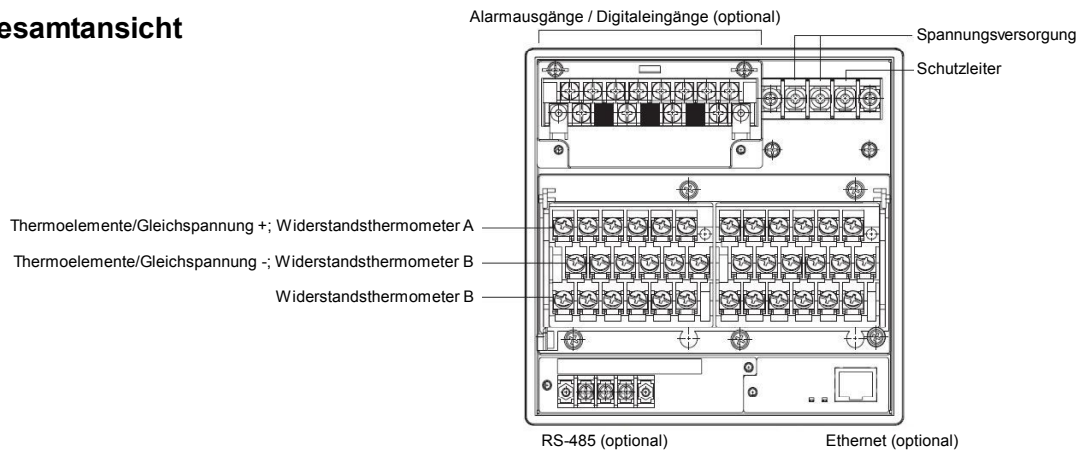 esamtansicht
Alarmausgänge / Digitaleingänge (optional)
Spannungsversorgung
Schutzleiter
Thermoelemente/Gleichspannung +; Widerstandsthermometer A
Thermoelemente/Gleichspannung -; Widerstandsthermometer B
Widerstandsthermometer B
RS-485 (optional)
Ethernet (optional)